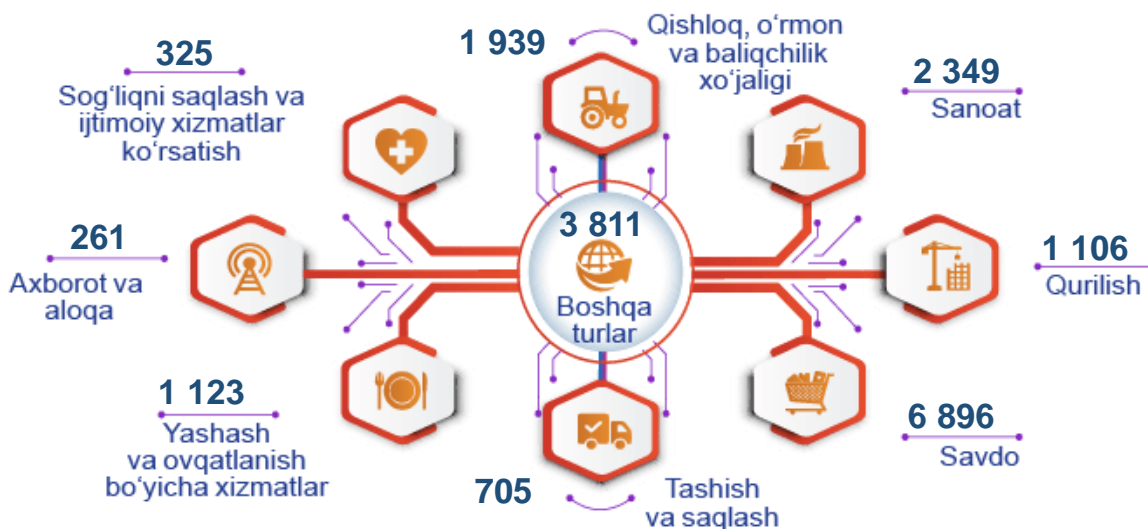 325
Sog‘liqni saqlash va
ijtimoiy xizmatlar
ko‘rsatish
1 939
Qishloq, o‘rmon
va baliqchilik
xo‘jaligi
2 349
Sanoat
261
Axborot va
aloqa
3 811
Boshqa
turlar
1 106
Qurilish
1 123
Yashash
va ovqatlanish
bo‘yicha xizmatlar
705
Tashish
va saqlash
6 896
Savdo